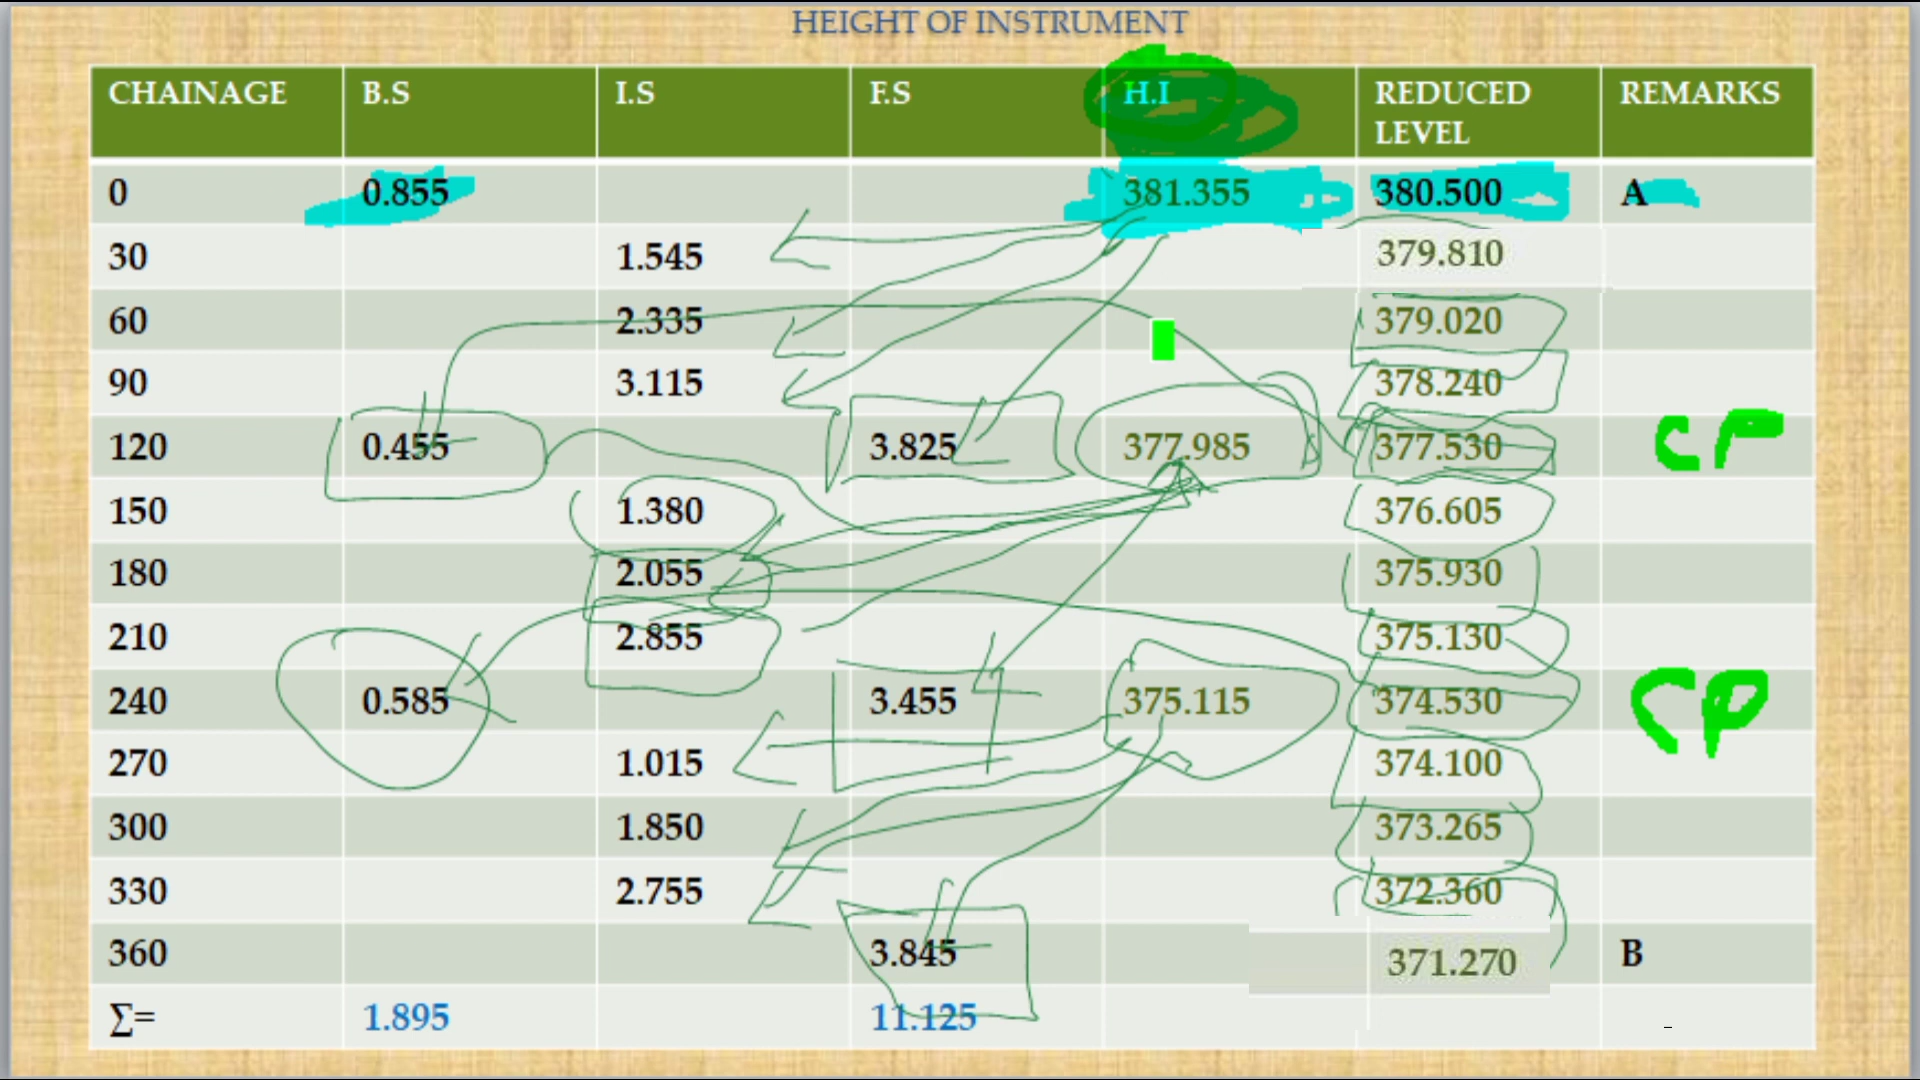 HEIGHT OF INSTRUMENT
CHAINAGE B.S I.S F.S H.I REDUCED LEVEL REMARKS
0 0.855 381.355 380.500 A
30 1.545 379.810
60 2.335 379.020
90 3.115 378.240
120 0.455 3.825 377.985 377.530 CP
150 1.380 376.605
180 2.055 375.930
210 2.855 375.130
240 0.585 3.455 375.115 374.530 CP
270 1.015 374.100
300 1.850 373.265
330 2.755 372.360
360 3.845 371.270 B
∑= 1.895 11.125 -